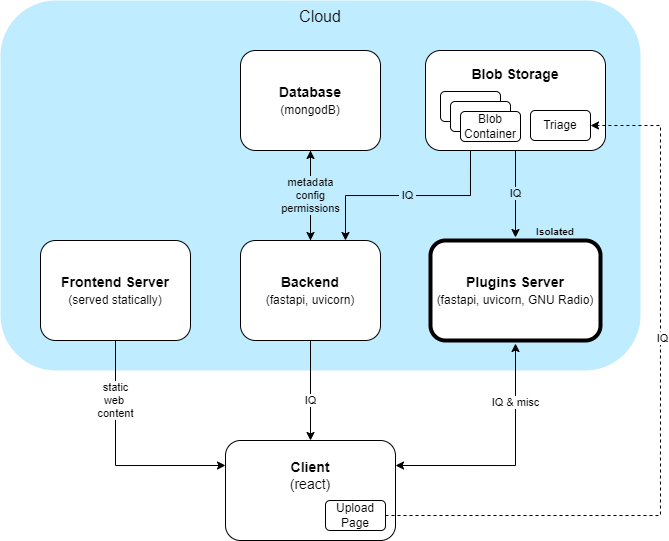 Cloud
Database
(mongodB)
Blob Storage
Blob
Container
Triage
metadata
config
permissions
IQ
IQ
Isolated
Frontend Server
(served statically)
Backend
(fastapi, uvicorn)
Plugins Server
(fastapi, uvicorn, GNU Radio)
IQ
static
web
content
IQ
IQ & misc
Client
(react)
Upload
Page